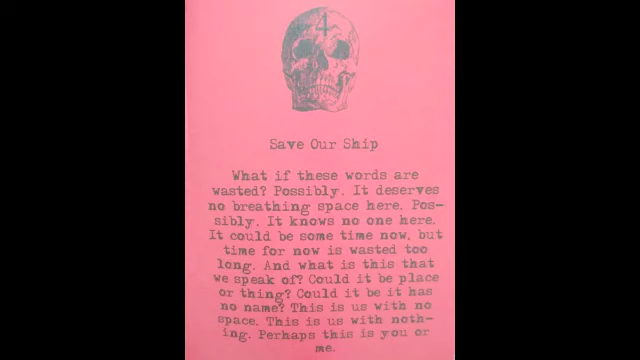 Save Our Ship
What if these words are
wasted? Possibly. It deserves
no breathing space here. Pos-
sibly. It knows no one here.
It could be some time now, but
time for now is wasted too
long. And what is this that
we speak of? Could it be place
or thing? Could it be it has
no name? This is us with no
space. This is us with noth-
ing. Perhaps this is you or
me.